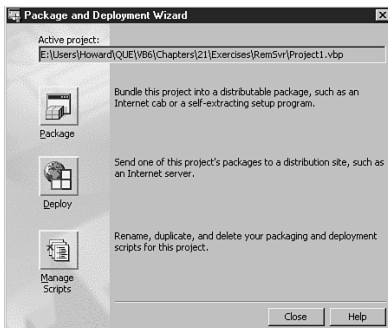 Package and Deployment Wizard
Active project:
E:\Users\Howard\QUE\VB6\Chapters\21\Exercises\RemSvr\Project1.vbp
Package
Bundle this project into a distributable package, such as an
Internet cab or a self-extracting setup program.
Deploy
Send one of this project's packages to a distribution site, such as
an Internet server.
Manage
Scripts
Rename, duplicate, and delete your packaging and deployment
scripts for this project.
Close
Help